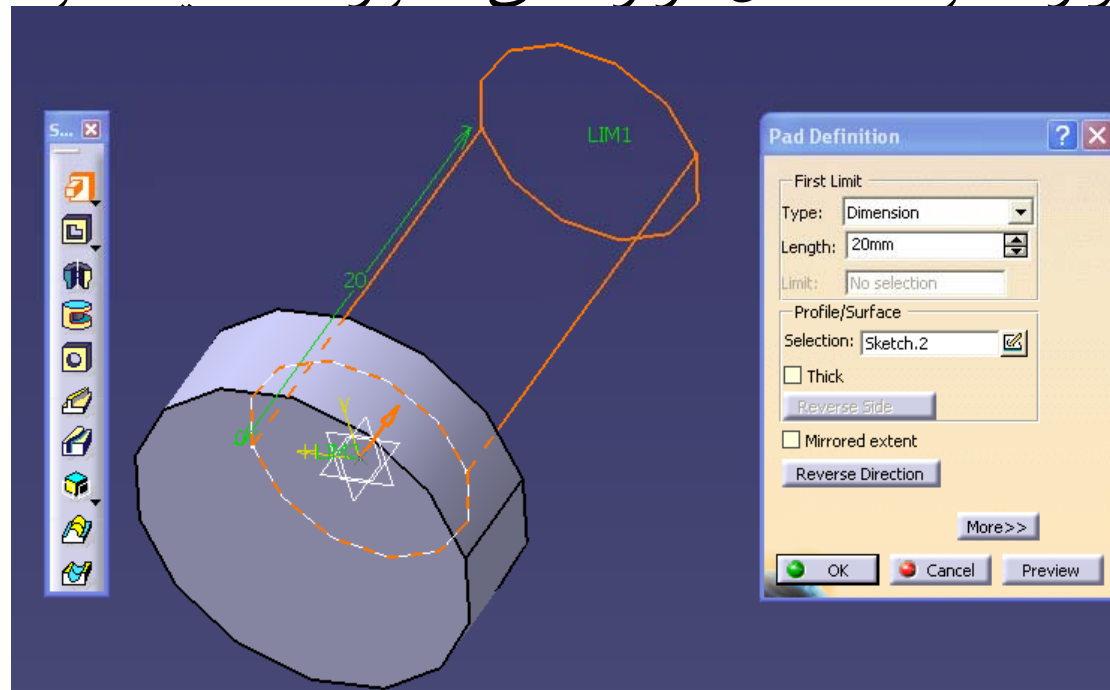 S...
Pad Definition
First Limit
Type: Dimension
Length: 20mm
Limit: No selection
Profile/Surface
Selection: Sketch.2
Thick
Reverse Side
Mirrored extent
Reverse Direction
More>>
OK Cancel Preview
LIM1
20
0